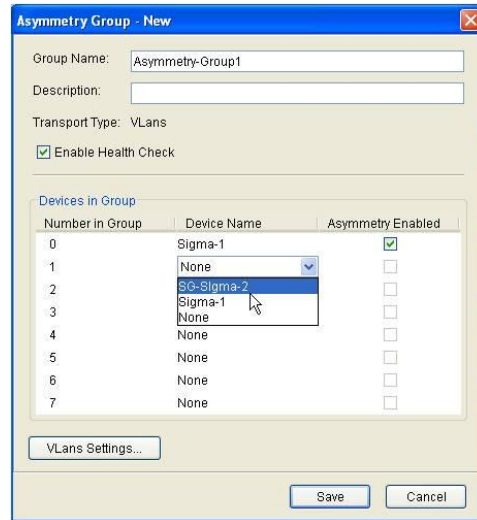 Asymmetry Group - New
Group Name: Asymmetry-Group1
Description:
Transport Type: VLans
Enable Health Check
Devices in Group
Number in Group Device Name Asymmetry Enabled
0 Sigma-1
1 None
2 SG-SIgma-2
Sigma-1
3 None
4 None
5 None
6 None
7 None
VLans Settings...
Save Cancel